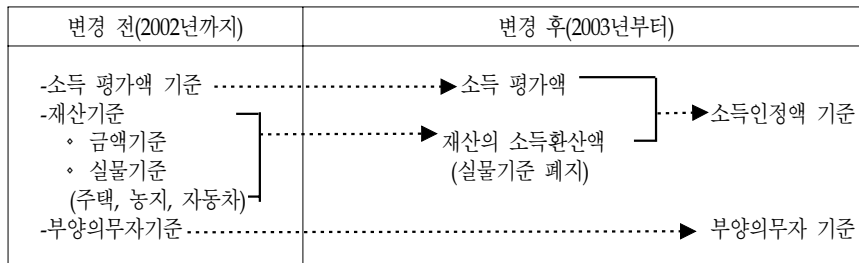 변경 전(2002년까지) 변경 후(2003년부터)
-소득 평가액 기준 소득 평가액
-재산기준 소득인정액 기준
◦ 금액기준 재산의 소득환산액
◦ 실물기준 (실물기준 폐지)
(주택, 농지, 자동차)
-부양의무자기준 부양의무자 기준